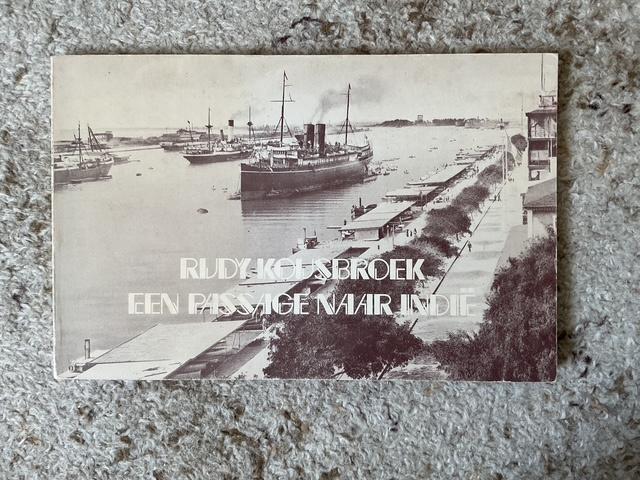 RUDY KOUSBROEK
EEN PASSAGE NAAR INDIË